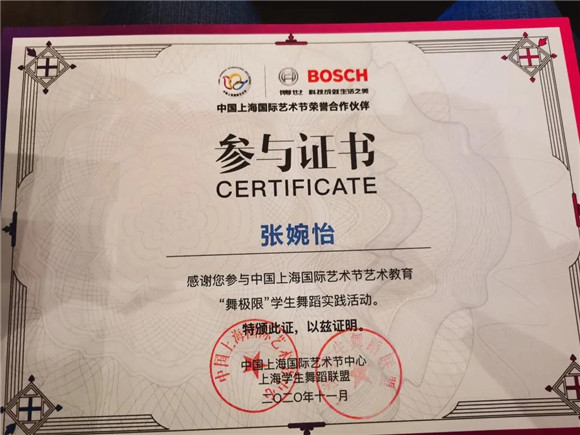 BOSCH
博世 科技成就生活之美
中国上海国际艺术节荣誉合作伙伴
参与证书
CERTIFICATE
张婉怡
感谢您参与中国上海国际艺术节艺术教育
“舞极限”学生舞蹈实践活动。
特颁此证，以兹证明。
中国上海国际艺术节中心
上海学生舞蹈联盟
二〇二〇年十一月